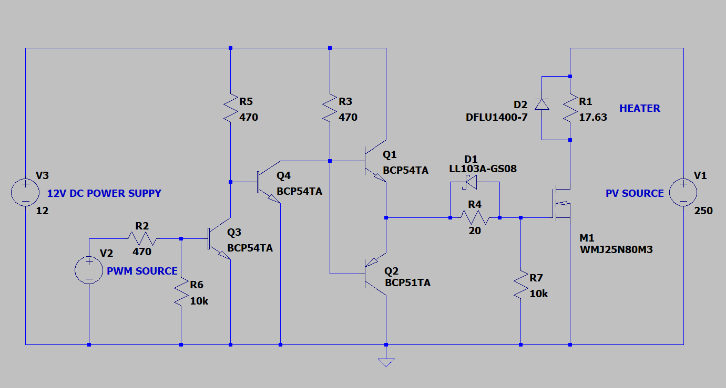 V3
12V DC POWER SUPPY
12
V2
PWM SOURCE
R2
470
R6
10k
R5
470
Q3
BCP54TA
Q4
BCP54TA
R3
470
Q1
BCP54TA
Q2
BCP51TA
D1
LL103A-GS08
R4
20
R7
10k
D2
DFLU1400-7
R1
17.63
HEATER
M1
WMJ25N80M3
V1
PV SOURCE
250